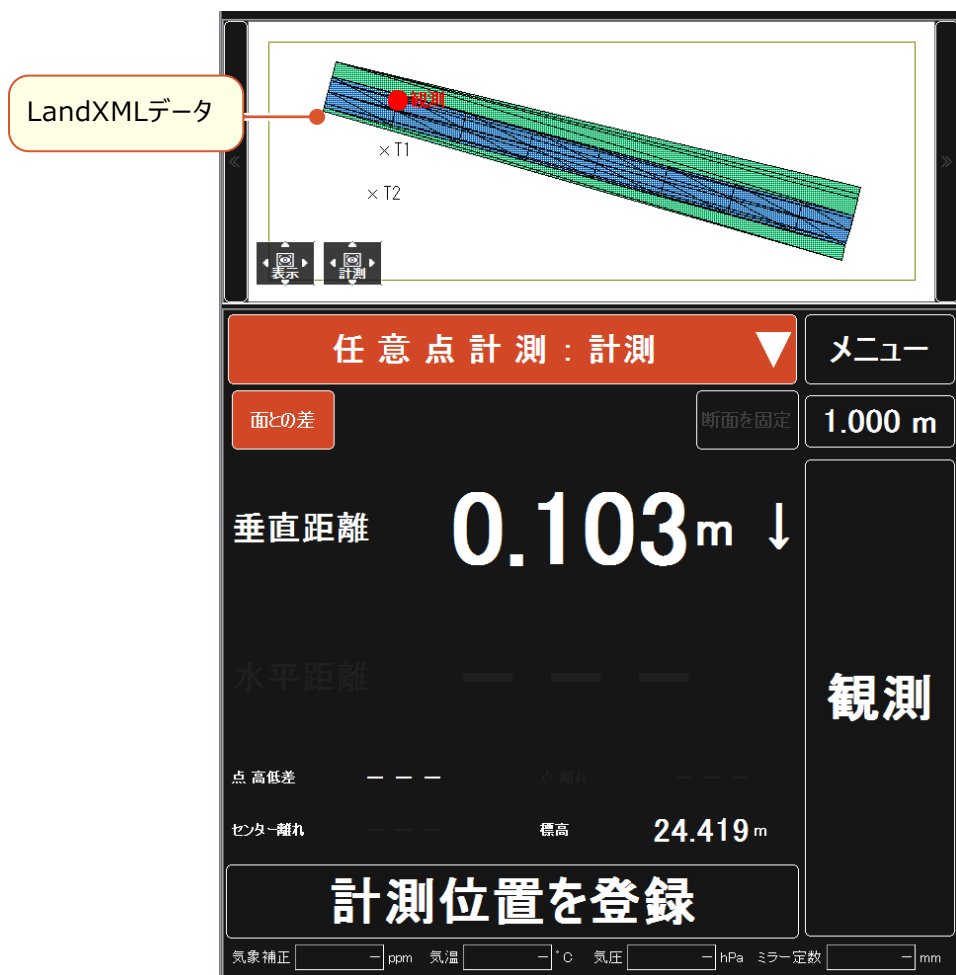 LandXMLデータ
観測
×T1
×T2
表示
計測
任意点計測：計測 ▼
メニュー
面との差
断面を固定
1.000 m
垂直距離 0.103m ↓
水平距離 － － －
観測
点 高低差 － － －
点 離れ － － －
センター離れ － － －
標高 24.419 m
計測位置を登録
気象補正 － ppm 気温 － °C 気圧 － hPa ミラー定数 － mm